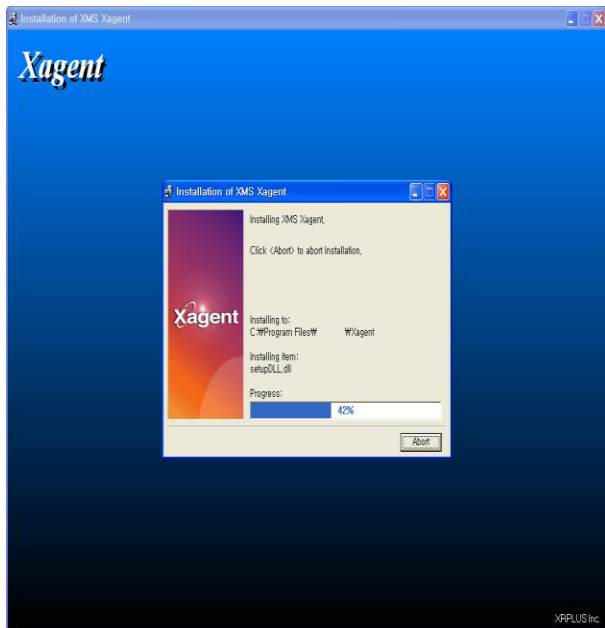 Installation of XMS Xagent
Xagent
Installation of XMS Xagent
Installing XMS Xagent.
Click <Abort> to abort installation.
Xagent
Installing to:
C:₩Program Files₩ ₩Xagent
Installing item:
setupDLL.dll
Progress:
42%
Abort
XRPLUS Inc.